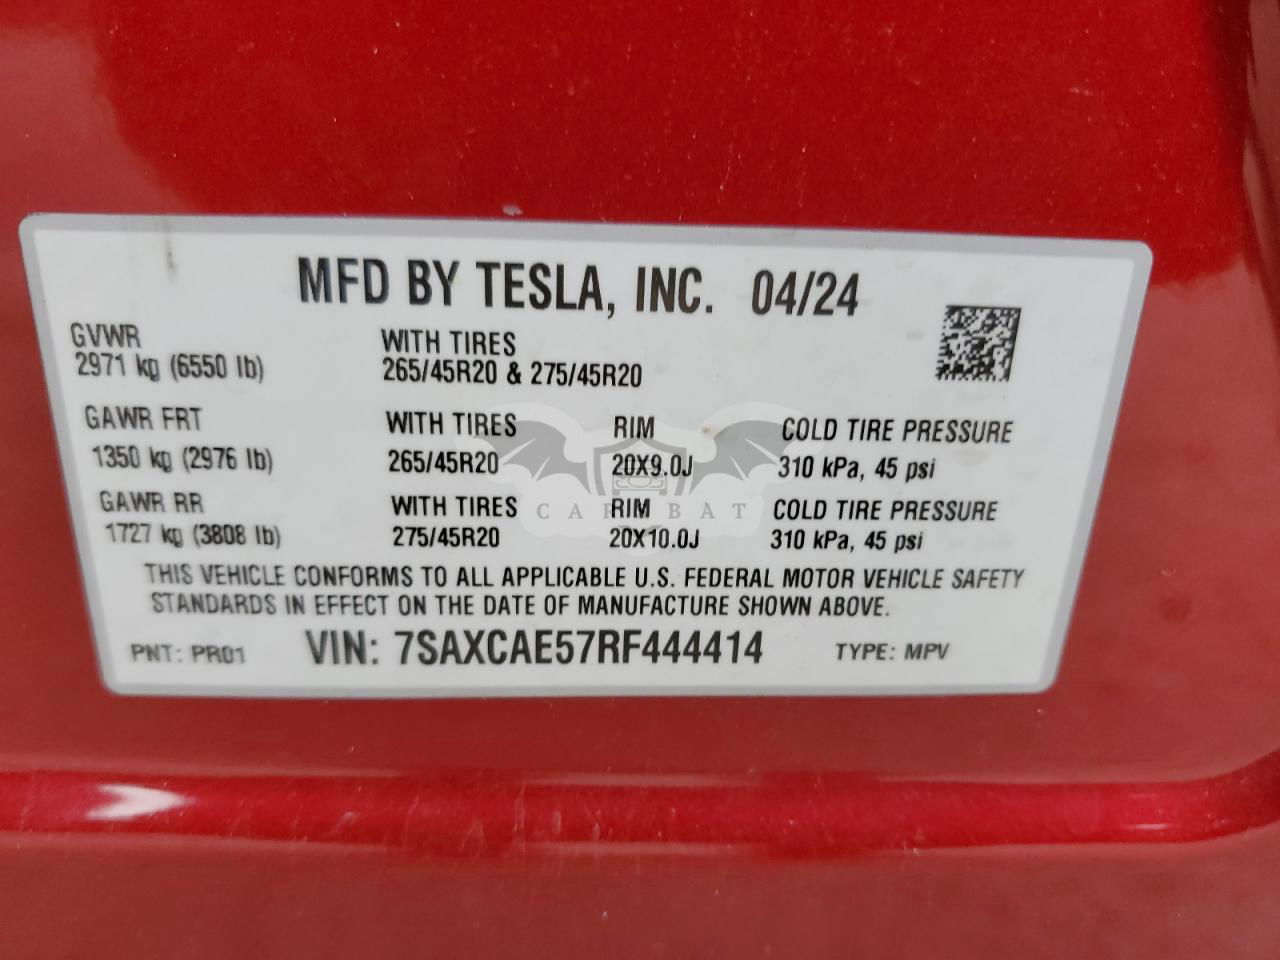 MFD BY TESLA, INC. 04/24
GVWR
2971 kg (6550 lb)
WITH TIRES
265/45R20 & 275/45R20
GAWR FRT WITH TIRES RIM COLD TIRE PRESSURE
1350 kg (2976 lb) 265/45R20 20X9.0J 310 kPa, 45 psi
GAWR RR WITH TIRES RIM COLD TIRE PRESSURE
1727 kg (3808 lb) 275/45R20 20X10.0J 310 kPa, 45 psi
CAR BAT
THIS VEHICLE CONFORMS TO ALL APPLICABLE U.S. FEDERAL MOTOR VEHICLE SAFETY
STANDARDS IN EFFECT ON THE DATE OF MANUFACTURE SHOWN ABOVE.
PNT: PR01 VIN: 7SAXCAE57RF444414 TYPE: MPV